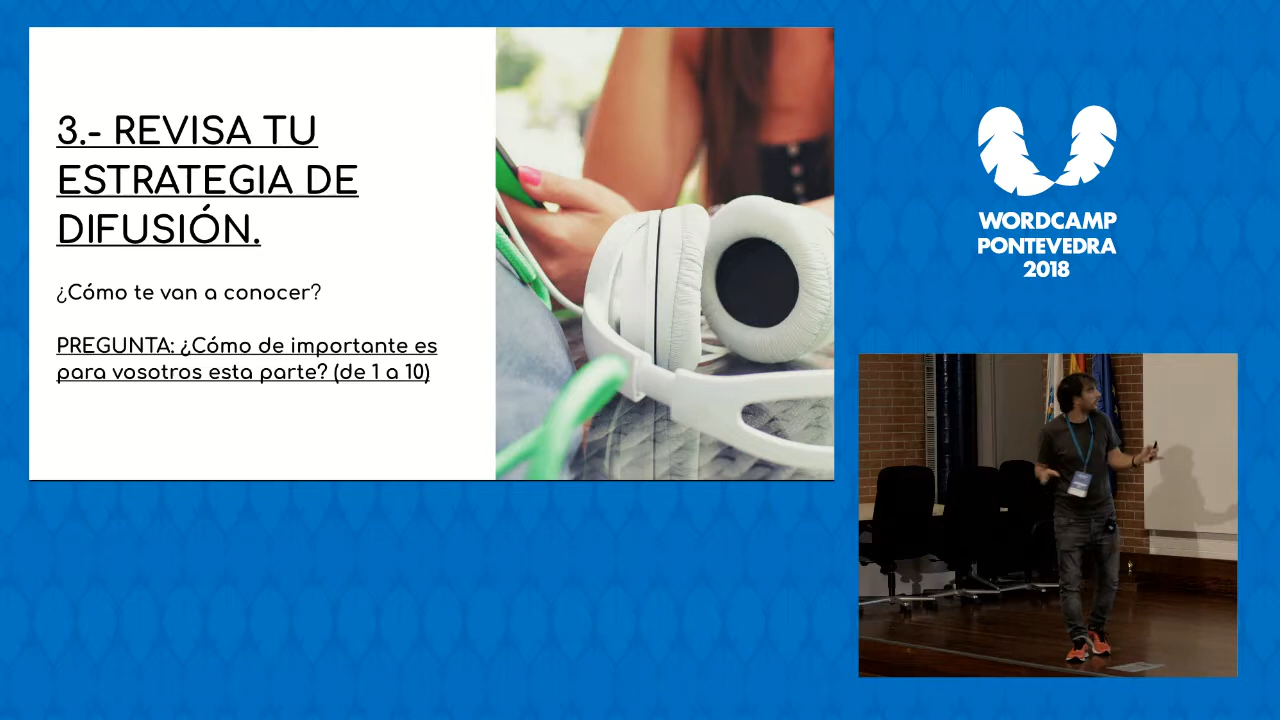 3.- REVISA TU
ESTRATEGIA DE
DIFUSIÓN.
¿Cómo te van a conocer?
PREGUNTA: ¿Cómo de importante es
para vosotros esta parte? (de 1 a 10)
WORDCAMP
PONTEVEDRA
2018